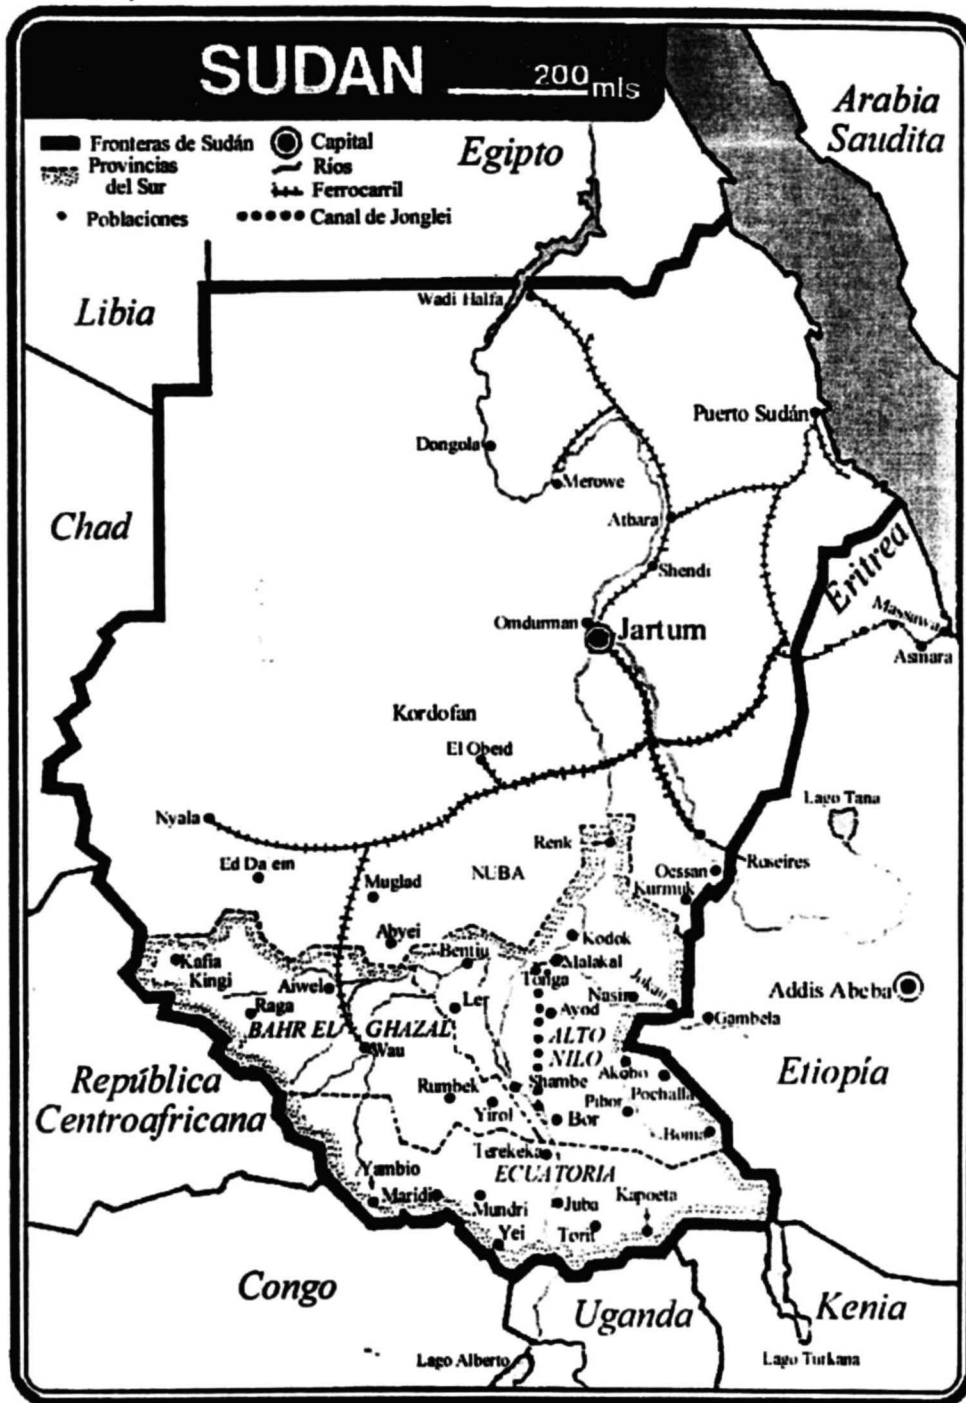 SUDAN
200 mls
Fronteras de Sudán
Provincias
del Sur
Poblaciones
Capital
Ríos
Ferrocarril
Canal de Jonglei
Egipto
Arabia
Saudita
Libia
Wadi Halfa
Puerto Sudán
Dongola
Merowe
Chad
Atbara
Eritrea
Shendi
Massawa
Omdurman
Jartum
Asmara
Kordofan
El Obeid
Lago Tana
Nyala
Renk
Roseires
Ed Da em
NUBA
Oessan
Muglad
Kurmuk
Abyei
Kodok
Bentiu
Malakal
Kafia
Kingi
Tonga
Aiwel
Nasir
Jokau
Addis Abeba
Raga
Ler
Ayod
Gambela
BAHR EL GHAZAL
ALTO
NILO
Wau
República
Centroafricana
Akobo
Etiopía
Rumbek
Shambe
Pochalla
Yirol
Pibor
Bor
Boma
Terekeka
Yambio
ECUATORIA
Maridi
Kapoeta
Mundri
Juba
Yei
Torit
Congo
Uganda
Kenia
Lago Alberto
Lago Turkana